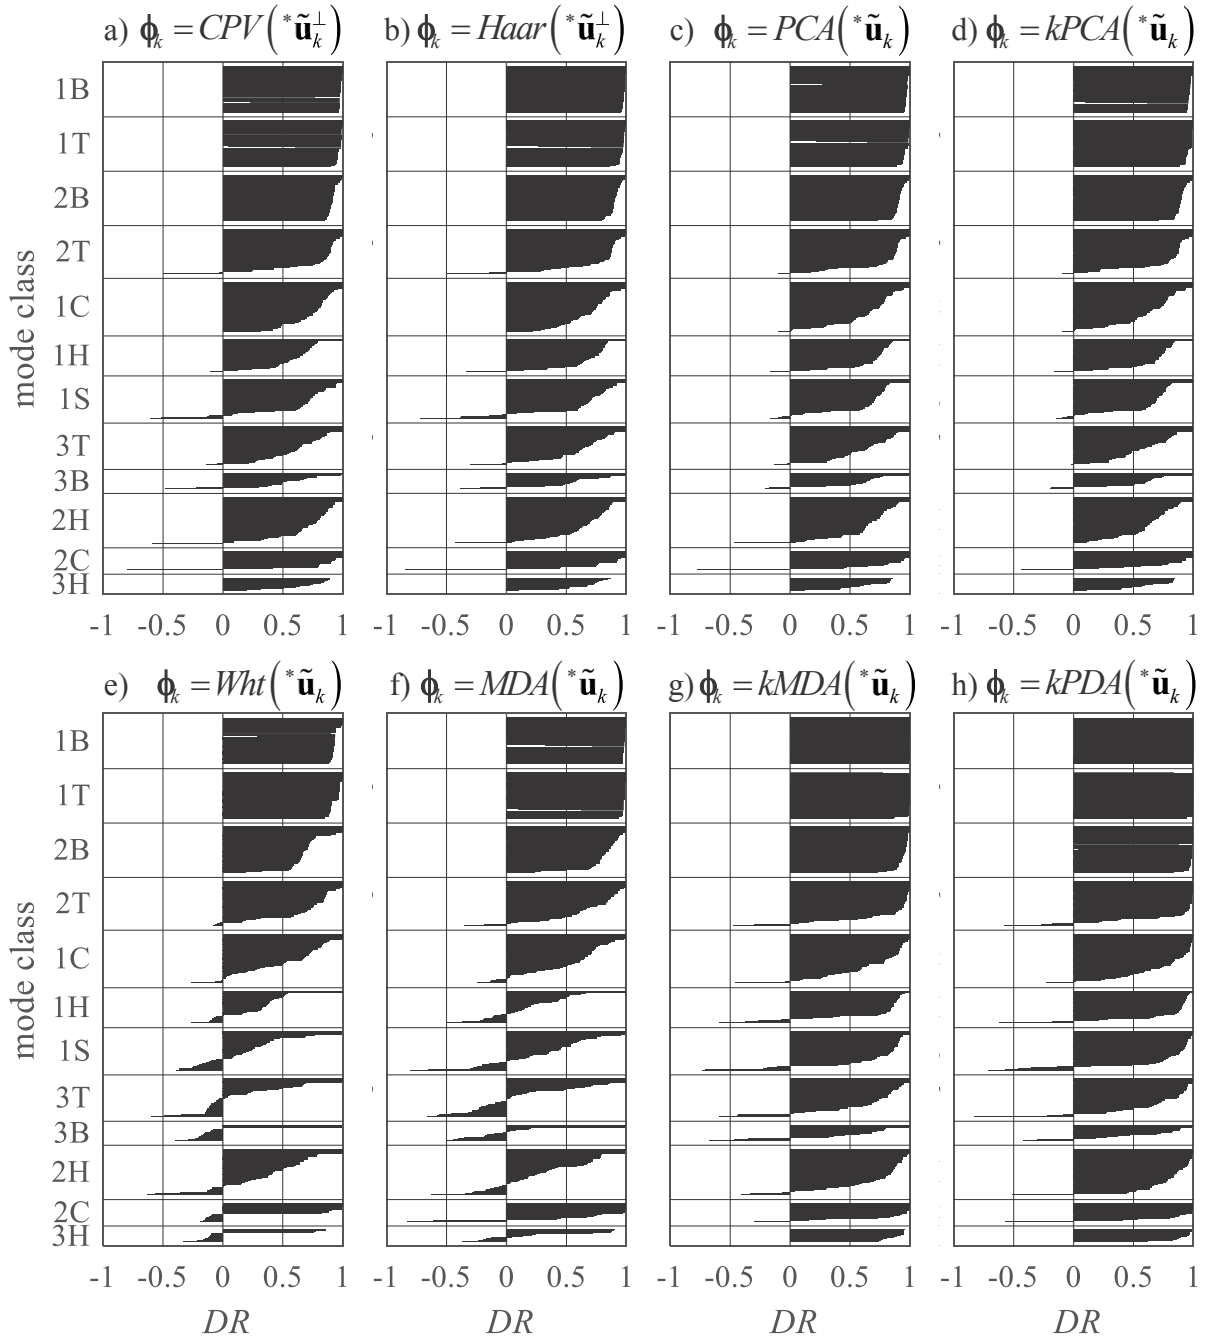 a) ϕₖ = CPV(*ũₖ⊥) b) ϕₖ = Haar(*ũₖ⊥) c) ϕₖ = PCA(*ũₖ) d) ϕₖ = kPCA(*ũₖ)
mode class
1B
1T
2B
2T
1C
1H
1S
3T
3B
2H
2C
3H
-1 -0.5 0 0.5 1 -1 -0.5 0 0.5 1 -1 -0.5 0 0.5 1 -1 -0.5 0 0.5 1
e) ϕₖ = Wht(*ũₖ) f) ϕₖ = MDA(*ũₖ) g) ϕₖ = kMDA(*ũₖ) h) ϕₖ = kPDA(*ũₖ)
mode class
1B
1T
2B
2T
1C
1H
1S
3T
3B
2H
2C
3H
-1 -0.5 0 0.5 1 -1 -0.5 0 0.5 1 -1 -0.5 0 0.5 1 -1 -0.5 0 0.5 1
DR DR DR DR